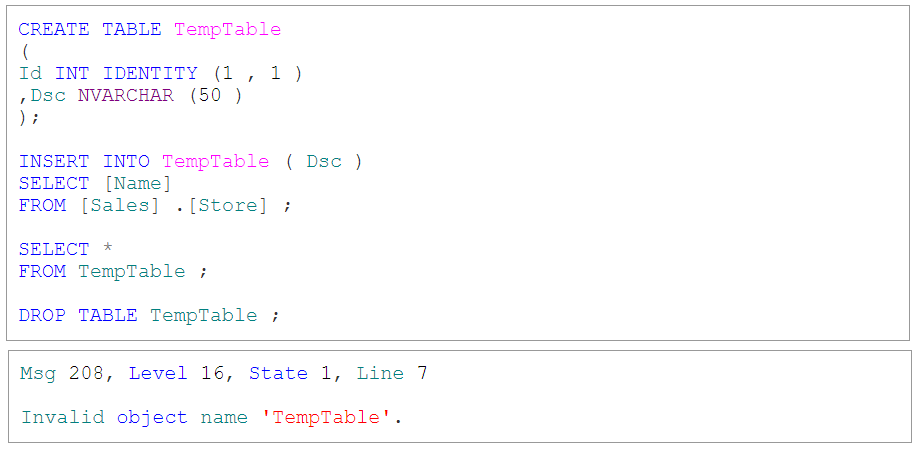 CREATE TABLE TempTable
(
Id INT IDENTITY (1 , 1 )
,Dsc NVARCHAR (50 )
);
INSERT INTO TempTable ( Dsc )
SELECT [Name]
FROM [Sales] .[Store] ;
SELECT *
FROM TempTable ;
DROP TABLE TempTable ;
Msg 208, Level 16, State 1, Line 7
Invalid object name 'TempTable'.